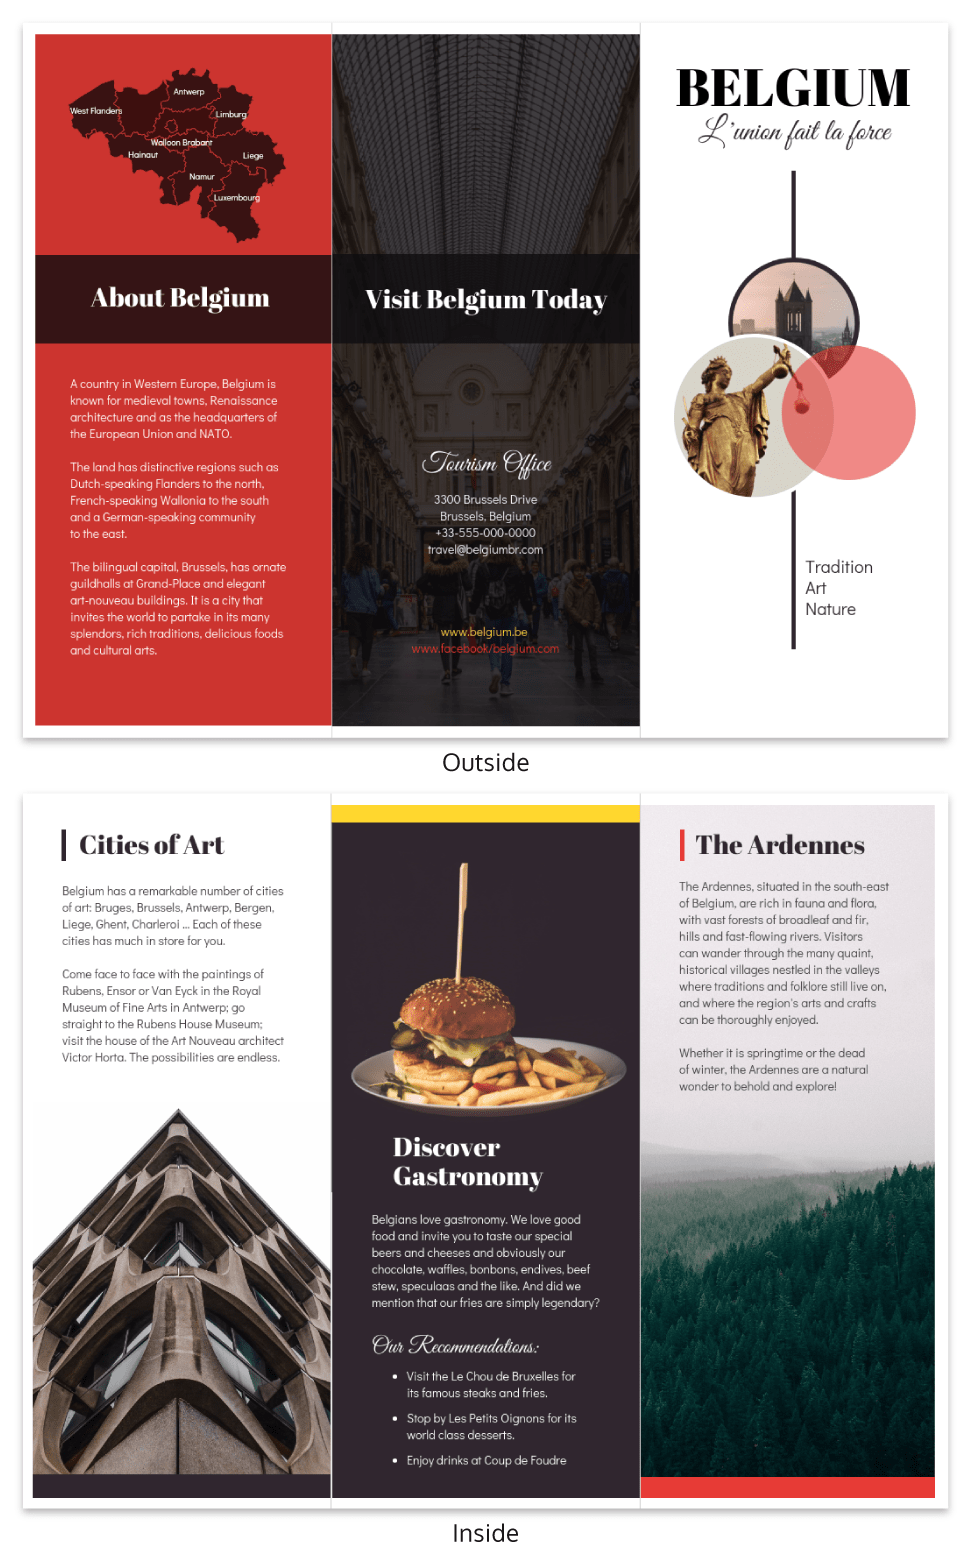 Antwerp
West Flanders
Limburg
Walloon Brabant
Hainaut
Liege
Namur
Luxembourg
About Belgium
A country in Western Europe, Belgium is
known for medieval towns, Renaissance
architecture and as the headquarters of
the European Union and NATO.
The land has distinctive regions such as
Dutch-speaking Flanders to the north,
French-speaking Wallonia to the south
and a German-speaking community
to the east.
The bilingual capital, Brussels, has ornate
guildhalls at Grand-Place and elegant
art-nouveau buildings. It is a city that
invites the world to partake in its many
splendors, rich traditions, delicious foods
and cultural arts.
Visit Belgium Today
Tourism Office
3300 Brussels Drive
Brussels, Belgium
+33-555-000-0000
travel@belgiumbr.com
www.belgium.be
www.facebook/belgium.com
BELGIUM
L'union fait la force
Tradition
Art
Nature
Outside
Cities of Art
Belgium has a remarkable number of cities
of art: Bruges, Brussels, Antwerp, Bergen,
Liege, Ghent, Charleroi ... Each of these
cities has much in store for you.
Come face to face with the paintings of
Rubens, Ensor or Van Eyck in the Royal
Museum of Fine Arts in Antwerp; go
straight to the Rubens House Museum;
visit the house of the Art Nouveau architect
Victor Horta. The possibilities are endless.
Discover
Gastronomy
Belgians love gastronomy. We love good
food and invite you to taste our special
beers and cheeses and obviously our
chocolate, waffles, bonbons, endives, beef
stew, speculaas and the like. And did we
mention that our fries are simply legendary?
Our Recommendations:
• Visit the Le Chou de Bruxelles for
its famous steaks and fries.
• Stop by Les Petits Oignons for its
world class desserts.
• Enjoy drinks at Coup de Foudre
The Ardennes
The Ardennes, situated in the south-east
of Belgium, are rich in fauna and flora,
with vast forests of broadleaf and fir,
hills and fast-flowing rivers. Visitors
can wander through the many quaint,
historical villages nestled in the valleys
where traditions and folklore still live on,
and where the region's arts and crafts
can be thoroughly enjoyed.
Whether it is springtime or the dead
of winter, the Ardennes are a natural
wonder to behold and explore!
Inside